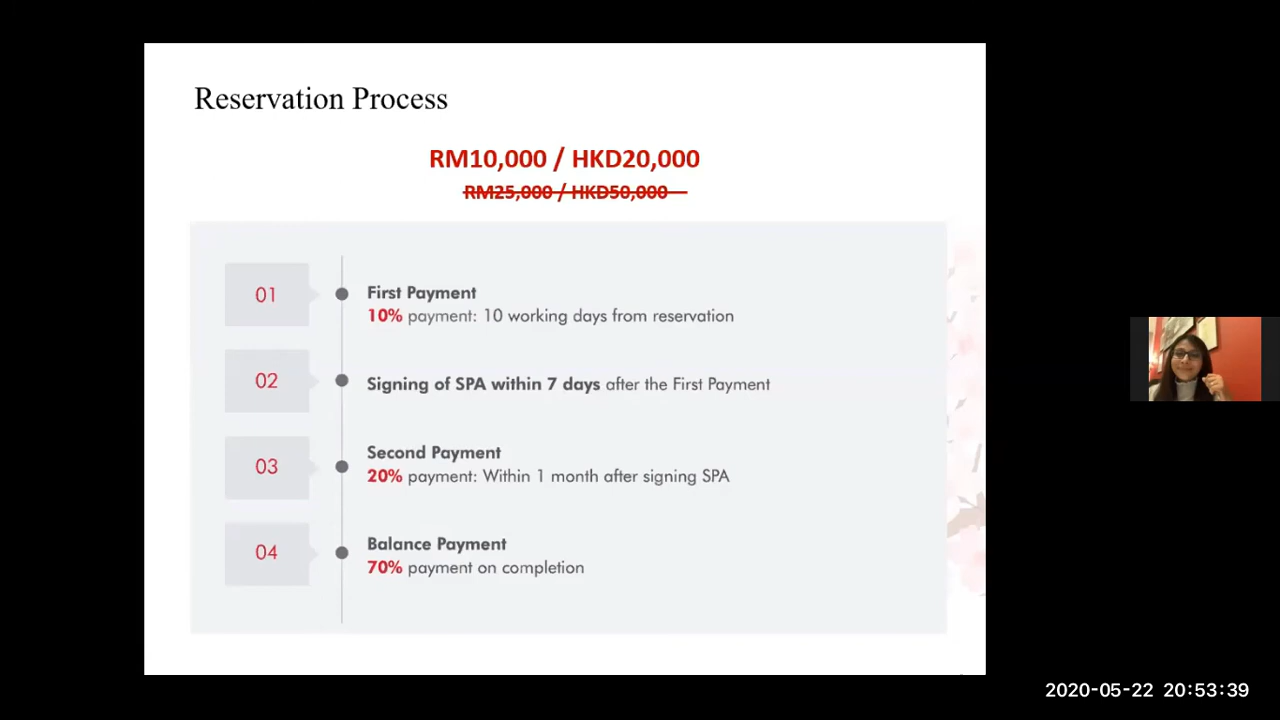 Reservation Process
RM10,000 / HKD20,000
RM25,000 / HKD50,000
01
First Payment
10% payment: 10 working days from reservation
02
Signing of SPA within 7 days after the First Payment
03
Second Payment
20% payment: Within 1 month after signing SPA
04
Balance Payment
70% payment on completion
2020-05-22 20:53:39